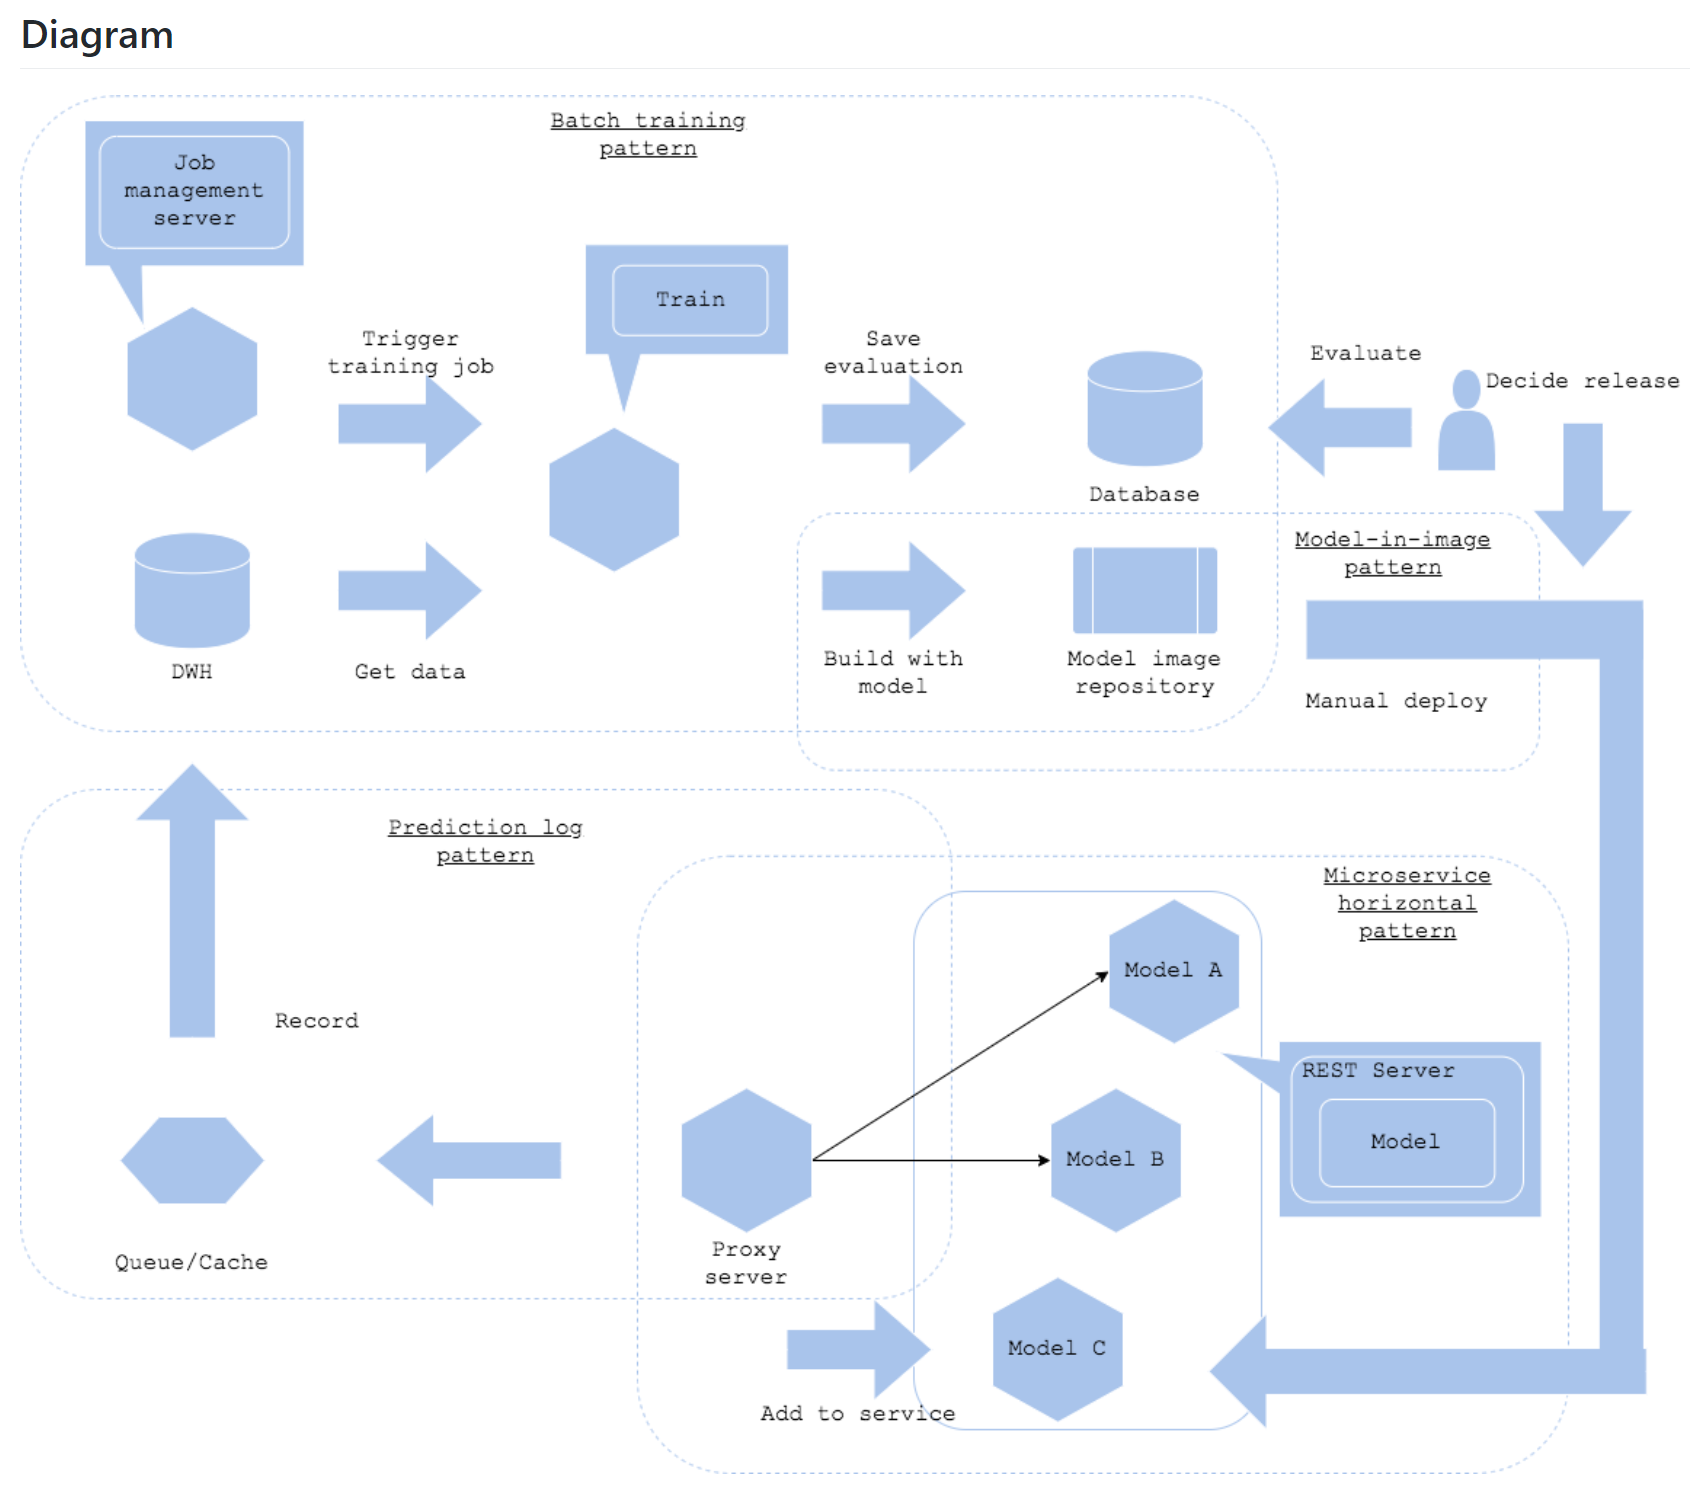 Diagram
Batch training
pattern
Job
management
server
Train
Trigger
training job
Save
evaluation
Evaluate
Decide release
Database
DWH
Get data
Build with
model
Model image
repository
Model-in-image
pattern
Manual deploy
Prediction log
pattern
Record
Queue/Cache
Proxy
server
Microservice
horizontal
pattern
Model A
Model B
Model C
REST Server
Model
Add to service